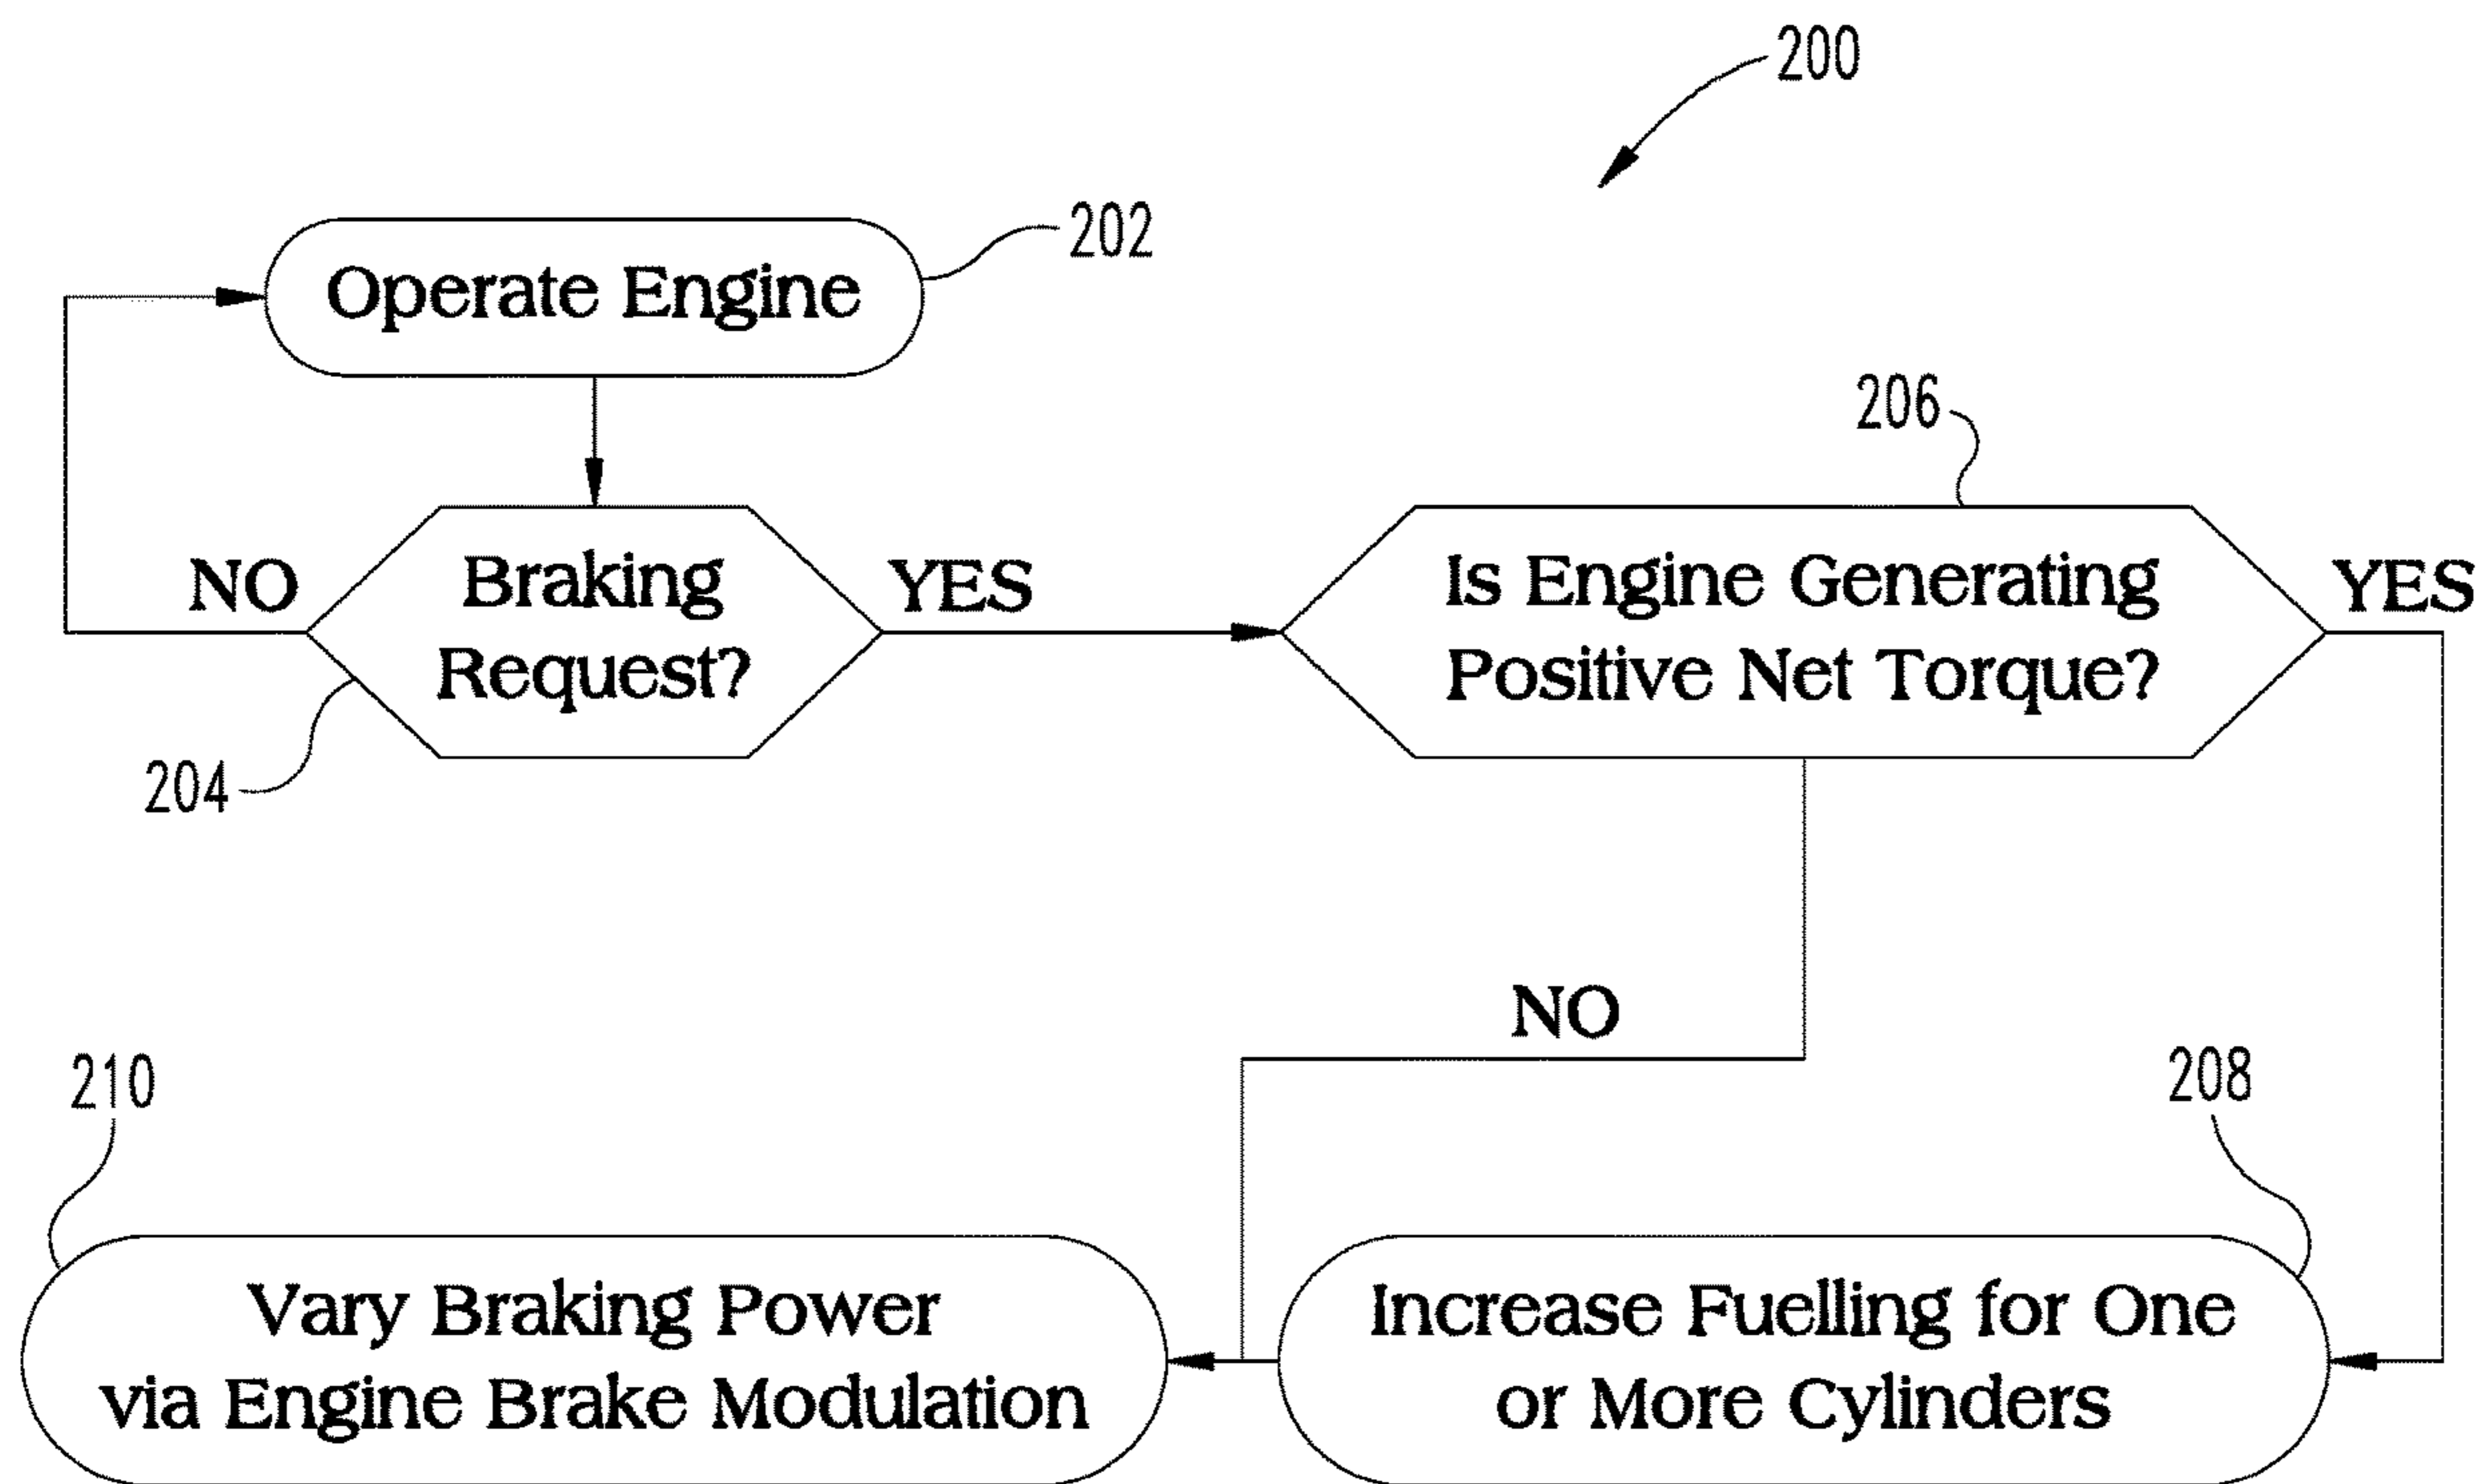 200
202
Operate Engine
206
NO
Braking
Request?
YES
Is Engine Generating
Positive Net Torque?
YES
204
NO
210
208
Vary Braking Power
via Engine Brake Modulation
Increase Fuelling for One
or More Cylinders